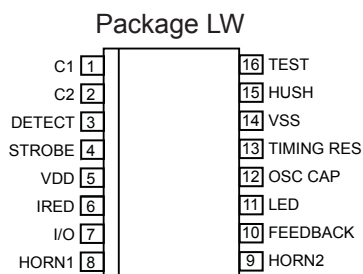 Package LW
C1 1
C2 2
DETECT 3
STROBE 4
VDD 5
IRED 6
I/O 7
HORN1 8
16 TEST
15 HUSH
14 VSS
13 TIMING RES
12 OSC CAP
11 LED
10 FEEDBACK
9 HORN2